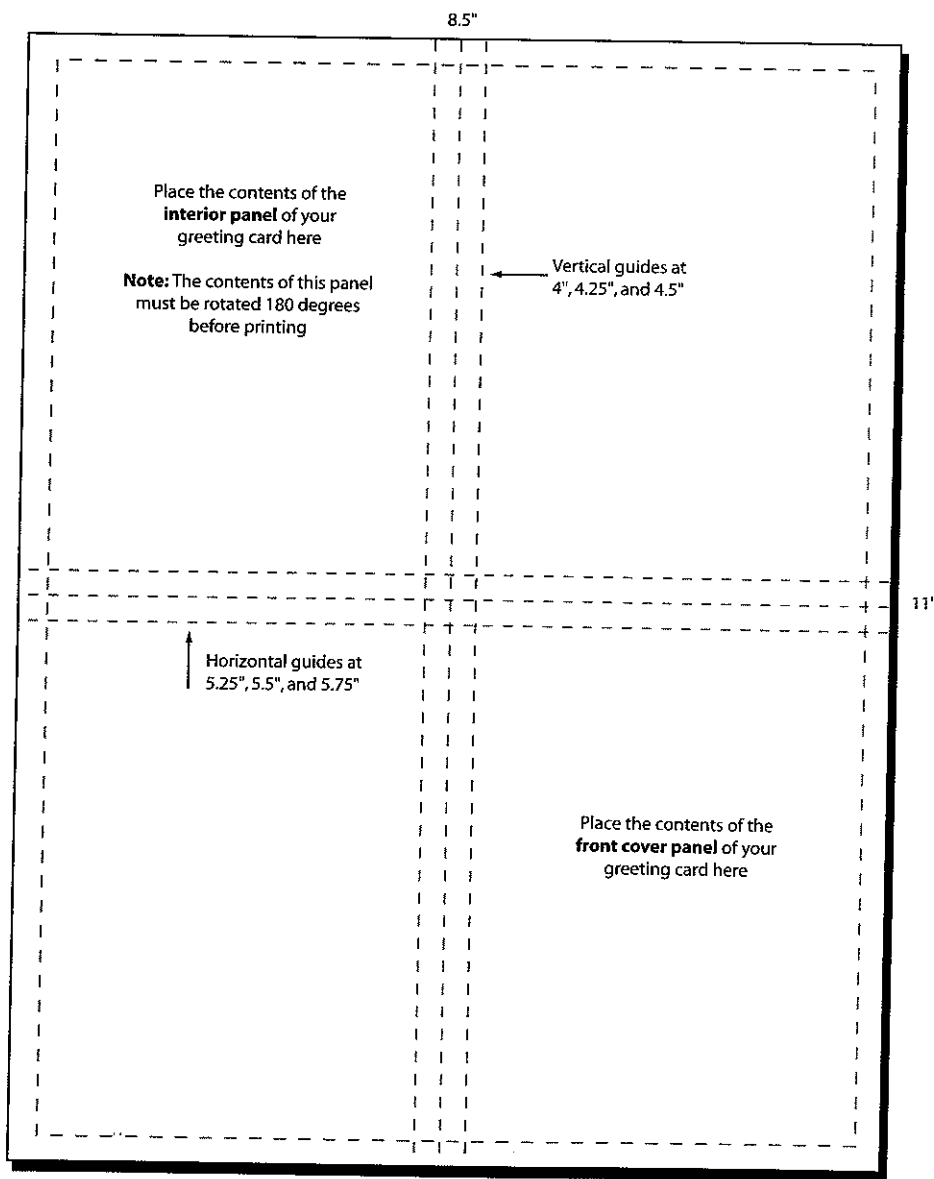 8.5"
Place the contents of the
interior panel of your
greeting card here
Note: The contents of this panel
must be rotated 180 degrees
before printing
Vertical guides at
4", 4.25", and 4.5"
11'
Horizontal guides at
5.25", 5.5", and 5.75"
Place the contents of the
front cover panel of your
greeting card here